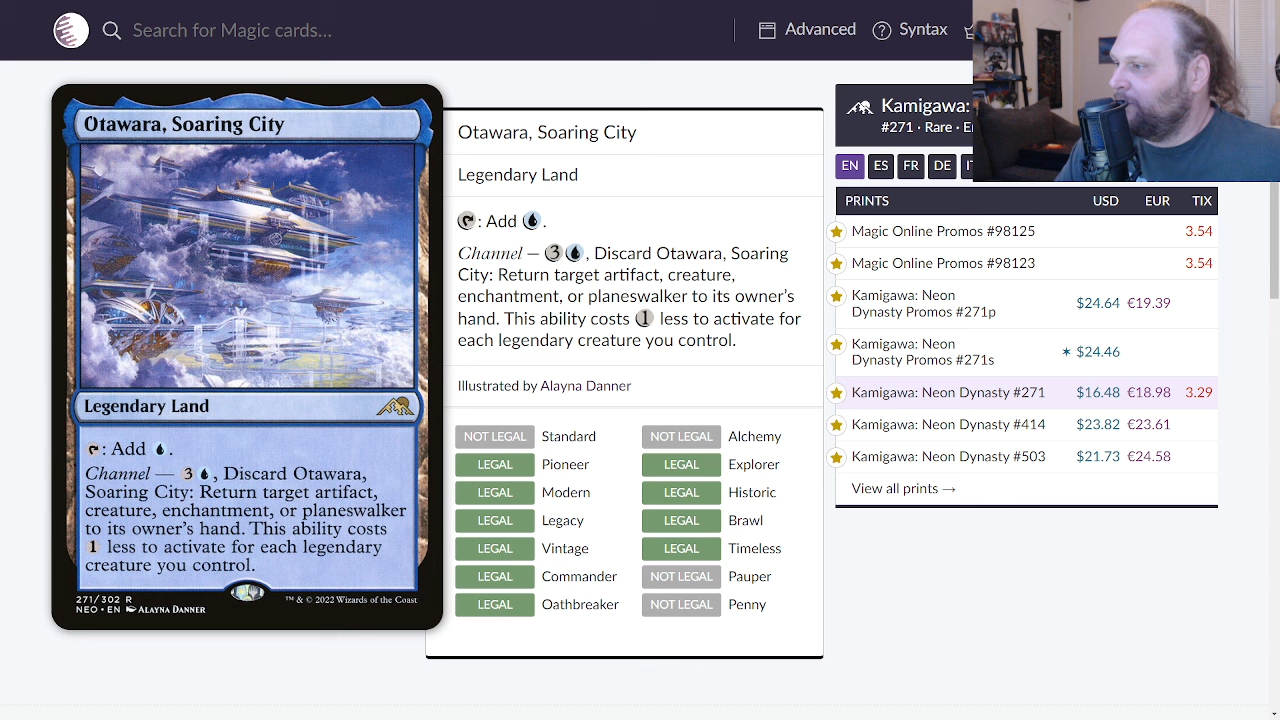 Search for Magic cards...
Advanced
Syntax
Otawara, Soaring City
Legendary Land
: Add .
Channel — 3 , Discard Otawara,
Soaring City: Return target artifact,
creature, enchantment, or planeswalker
to its owner's hand. This ability costs
1 less to activate for each legendary
creature you control.
271/302 R
NEO • EN ALAYNA DANNER
™ & © 2022 Wizards of the Coast
Otawara, Soaring City
Legendary Land
: Add .
Channel — 3 , Discard Otawara, Soaring
City: Return target artifact, creature,
enchantment, or planeswalker to its owner's
hand. This ability costs 1 less to activate for
each legendary creature you control.
Illustrated by Alayna Danner
NOT LEGAL Standard NOT LEGAL Alchemy
LEGAL Pioneer LEGAL Explorer
LEGAL Modern LEGAL Historic
LEGAL Legacy LEGAL Brawl
LEGAL Vintage LEGAL Timeless
LEGAL Commander NOT LEGAL Pauper
LEGAL Oathbreaker NOT LEGAL Penny
Kamigawa:
#271 · Rare ·
EN ES FR DE
PRINTS USD EUR TIX
Magic Online Promos #98125 3.54
Magic Online Promos #98123 3.54
Kamigawa: Neon
Dynasty Promos #271p $24.64 €19.39
Kamigawa: Neon
Dynasty Promos #271s ✶ $24.46
Kamigawa: Neon Dynasty #271 $16.48 €18.98 3.29
Kamigawa: Neon Dynasty #414 $23.82 €23.61
Kamigawa: Neon Dynasty #503 $21.73 €24.58
View all prints →